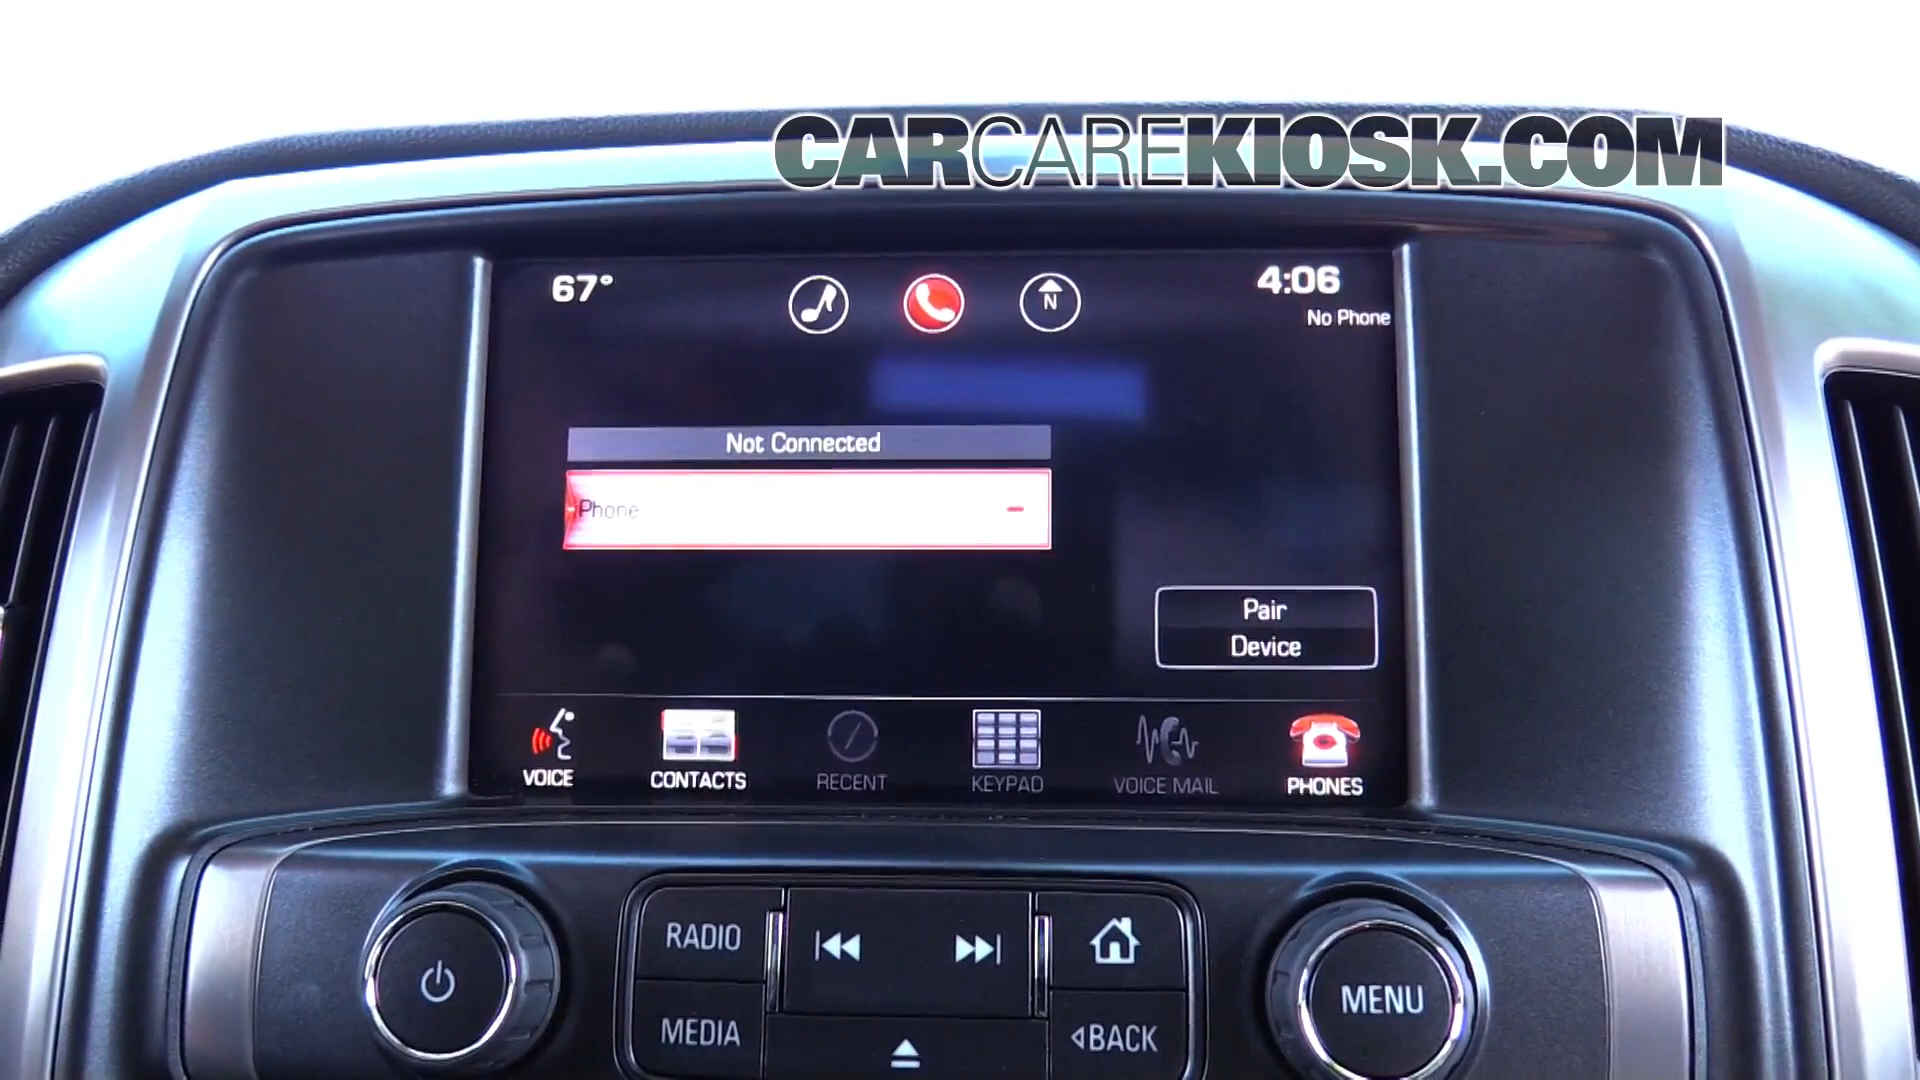 CARCAREKIOSK.COM
67°
N
4:06
No Phone
Not Connected
Phone
Pair
Device
VOICE
CONTACTS
RECENT
KEYPAD
VOICE MAIL
PHONES
RADIO
MEDIA
BACK
MENU